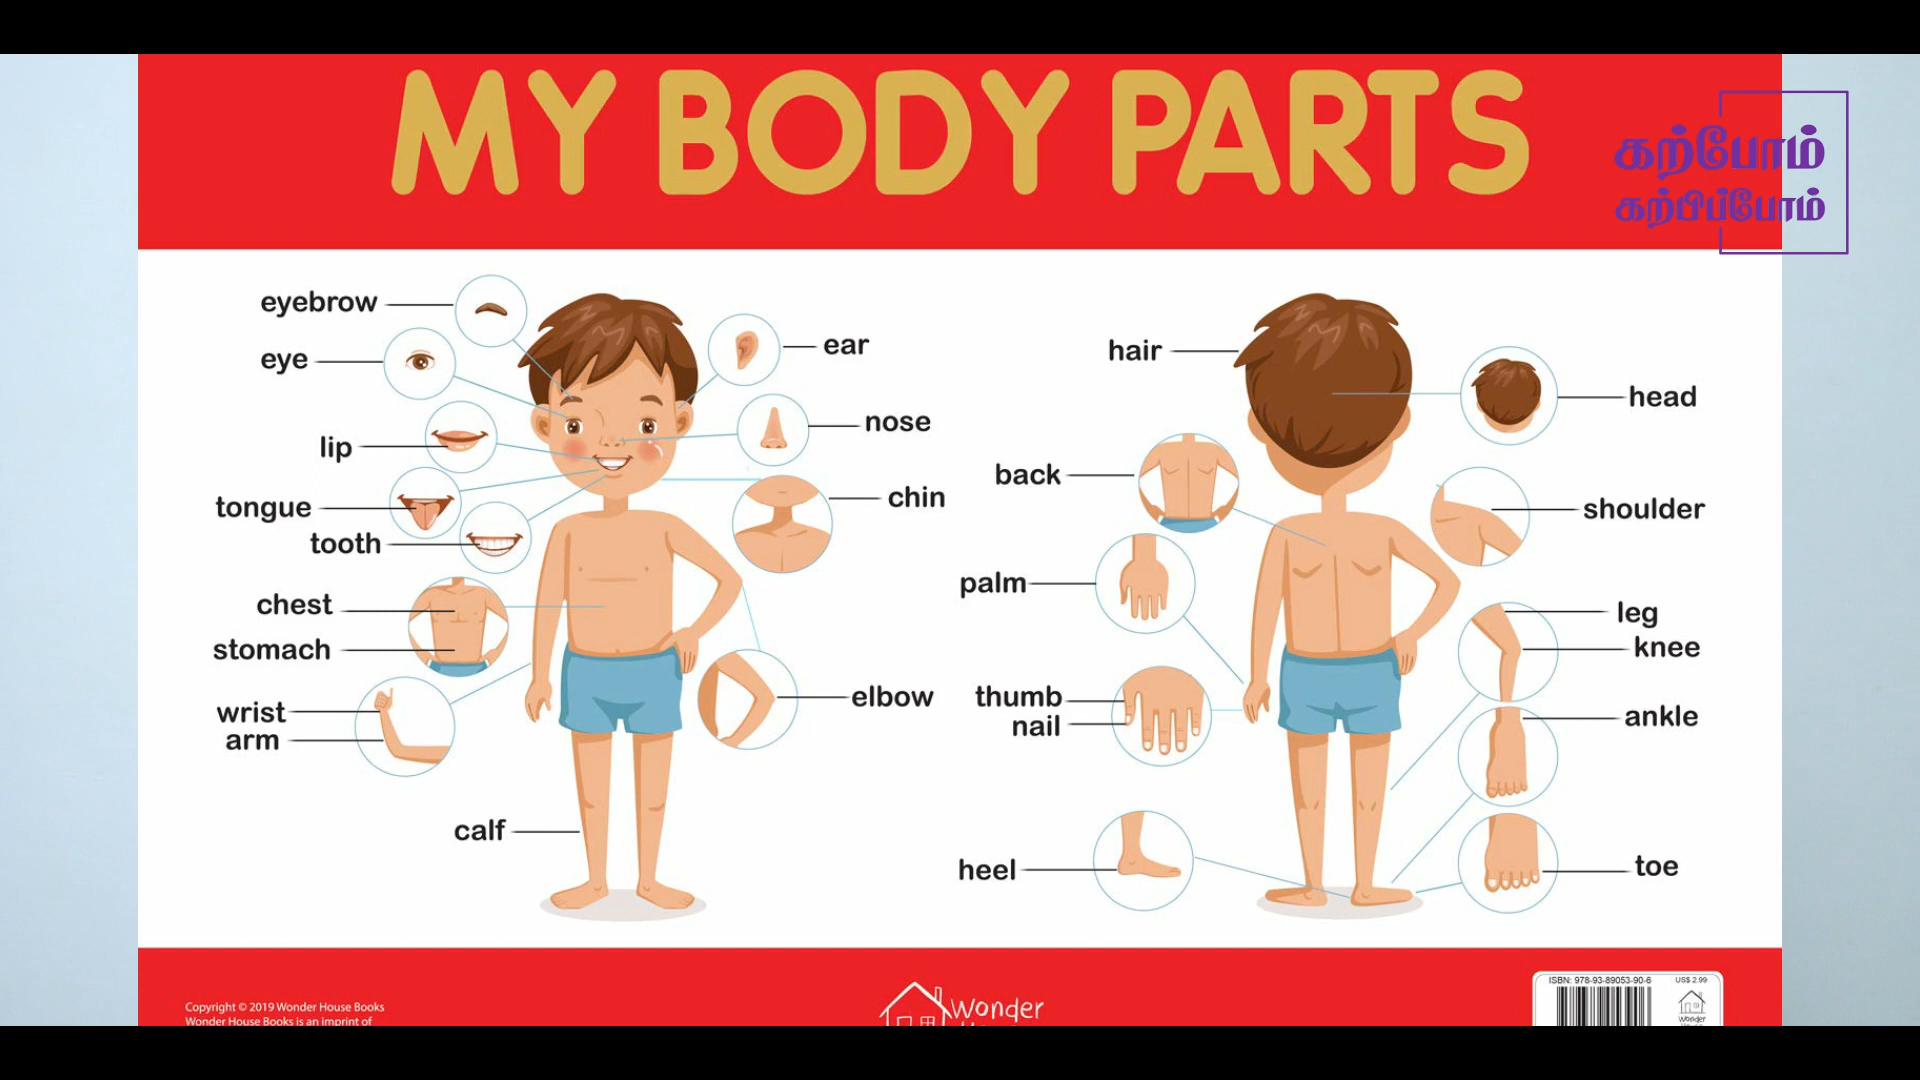 MY BODY PARTS
கற்போம்
கற்பிப்போம்
eyebrow
eye
lip
tongue
tooth
chest
stomach
wrist
arm
calf
ear
nose
chin
elbow
hair
back
palm
thumb
nail
heel
head
shoulder
leg
knee
ankle
toe
Copyright © 2019 Wonder House Books
Wonder House Books is an imprint of
Wonder
ISBN: 978-93-89053-90-6
US$ 2.99
Wonder